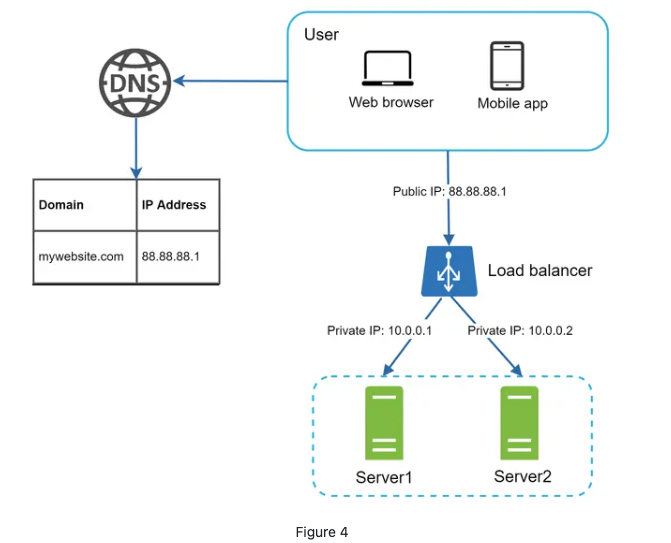 User
DNS
Web browser
Mobile app
Public IP: 88.88.88.1
Domain
IP Address
mywebsite.com
88.88.88.1
Load balancer
Private IP: 10.0.0.1
Private IP: 10.0.0.2
Server1
Server2
Figure 4